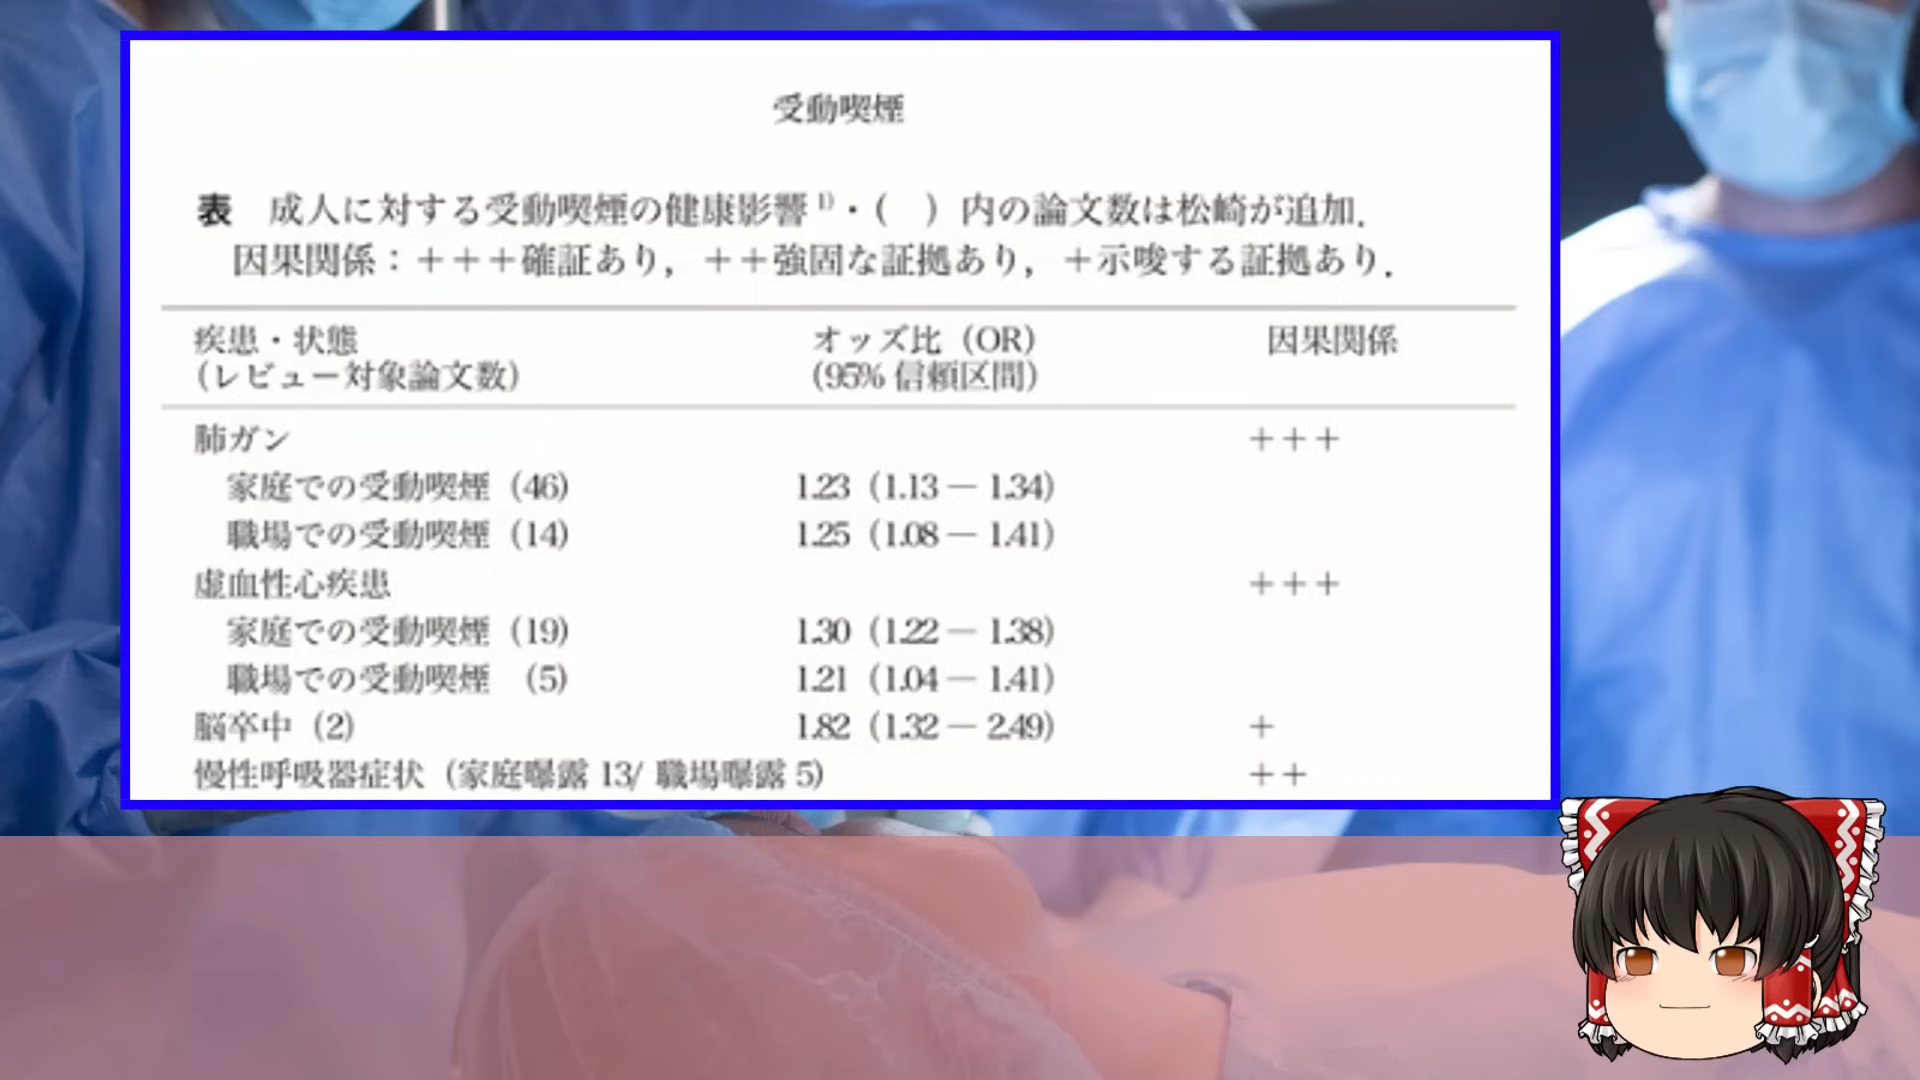 受動喫煙
表 成人に対する受動喫煙の健康影響1)・( )内の論文数は松崎が追加.
因果関係：＋＋＋確証あり，＋＋強固な証拠あり，＋示唆する証拠あり.
疾患・状態 オッズ比（OR） 因果関係
（レビュー対象論文数） （95% 信頼区間）
肺ガン ＋＋＋
家庭での受動喫煙（46） 1.23（1.13 － 1.34）
職場での受動喫煙（14） 1.25（1.08 － 1.41）
虚血性心疾患 ＋＋＋
家庭での受動喫煙（19） 1.30（1.22 － 1.38）
職場での受動喫煙 （5） 1.21（1.04 － 1.41）
脳卒中（2） 1.82（1.32 － 2.49） ＋
慢性呼吸器症状（家庭曝露 13/ 職場曝露 5） ＋＋